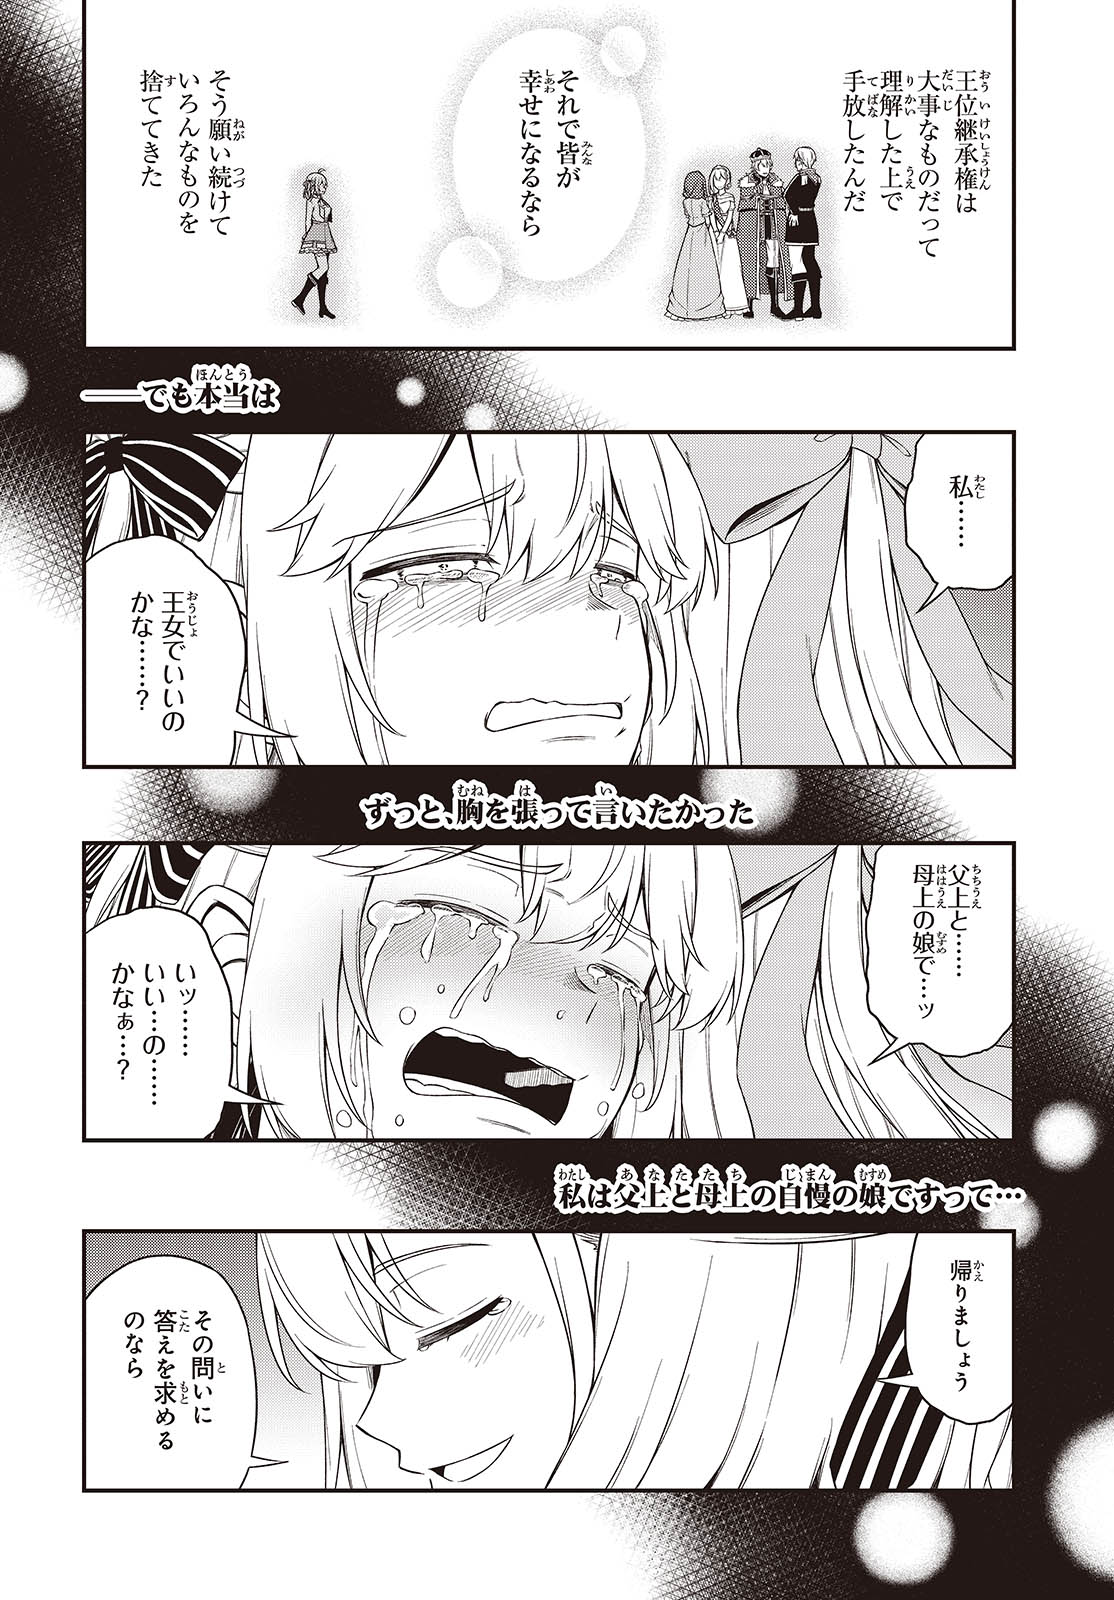 王位継承権は
大事なものだって
理解した上で
手放したんだ
それで皆が
幸せになるなら
そう願い続けて
いろんなものを
捨ててきた
――でも本当は
私……
王女でいいの
かな……?
ずっと、胸を張って言いたかった
父上と……
母上の娘で…ッ
いッ……
いい…の……
かなぁ…?
私は父上と母上の自慢の娘ですって…
帰りましょう
その問いに
答えを求める
のなら